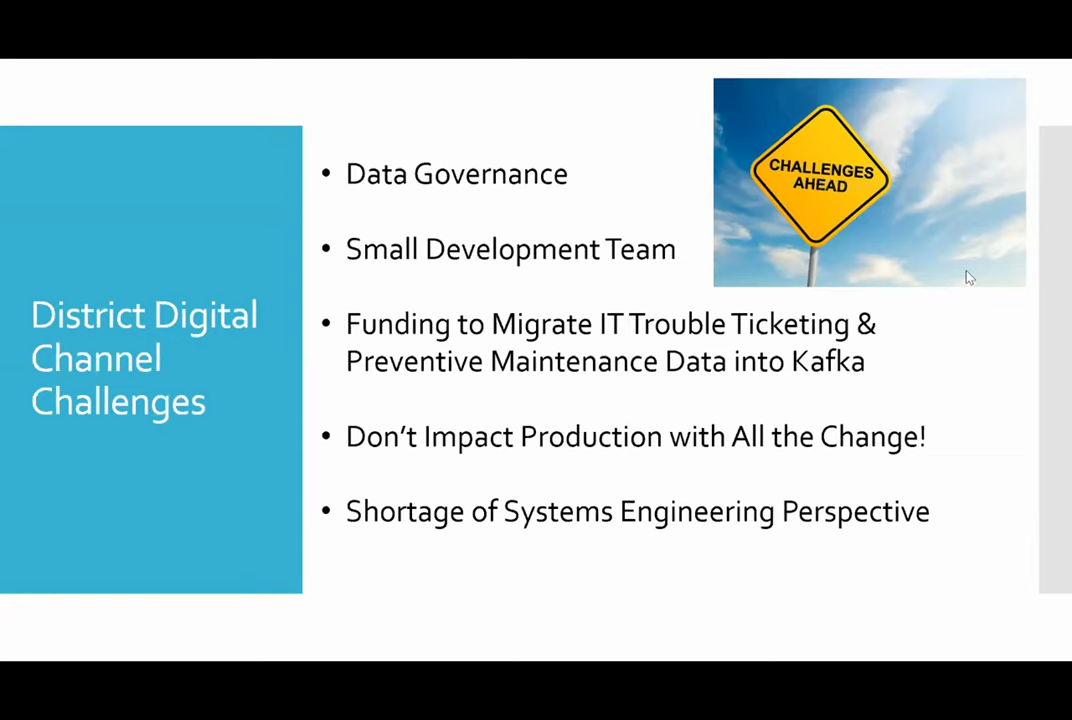 District Digital
Channel
Challenges
• Data Governance
• Small Development Team
• Funding to Migrate IT Trouble Ticketing &
Preventive Maintenance Data into Kafka
• Don't Impact Production with All the Change!
• Shortage of Systems Engineering Perspective
CHALLENGES
AHEAD